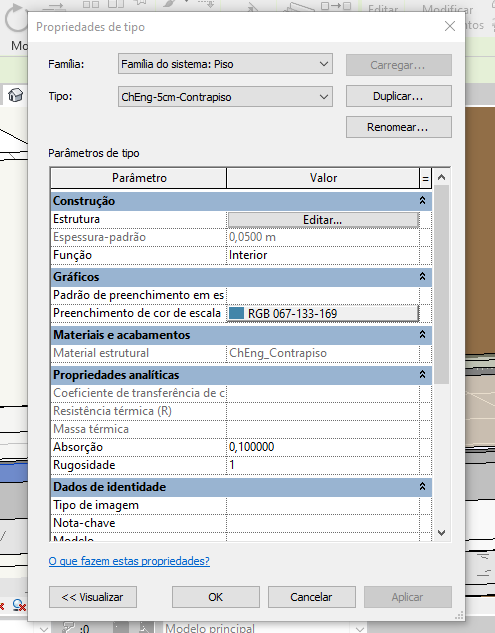 Editar
Modificar
Propriedades de tipo
Mo
Família:
Família do sistema: Piso
Carregar...
Tipo:
ChEng-5cm-Contrapiso
Duplicar...
Renomear...
Parâmetros de tipo
Parâmetro Valor =
Construção
Estrutura Editar...
Espessura-padrão 0,0500 m
Função Interior
Gráficos
Padrão de preenchimento em es
Preenchimento de cor de escala RGB 067-133-169
Materiais e acabamentos
Material estrutural ChEng_Contrapiso
Propriedades analíticas
Coeficiente de transferência de c
Resistência térmica (R)
Massa térmica
Absorção 0,100000
Rugosidade 1
Dados de identidade
Tipo de imagem
Nota-chave
Modelo
O que fazem estas propriedades?
<< Visualizar OK Cancelar Aplicar
:0 Modelo principal